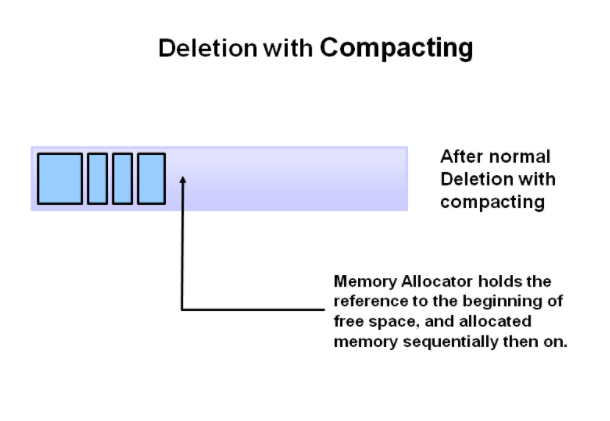 Deletion with Compacting
After normal
Deletion with
compacting
Memory Allocator holds the
reference to the beginning of
free space, and allocated
memory sequentially then on.